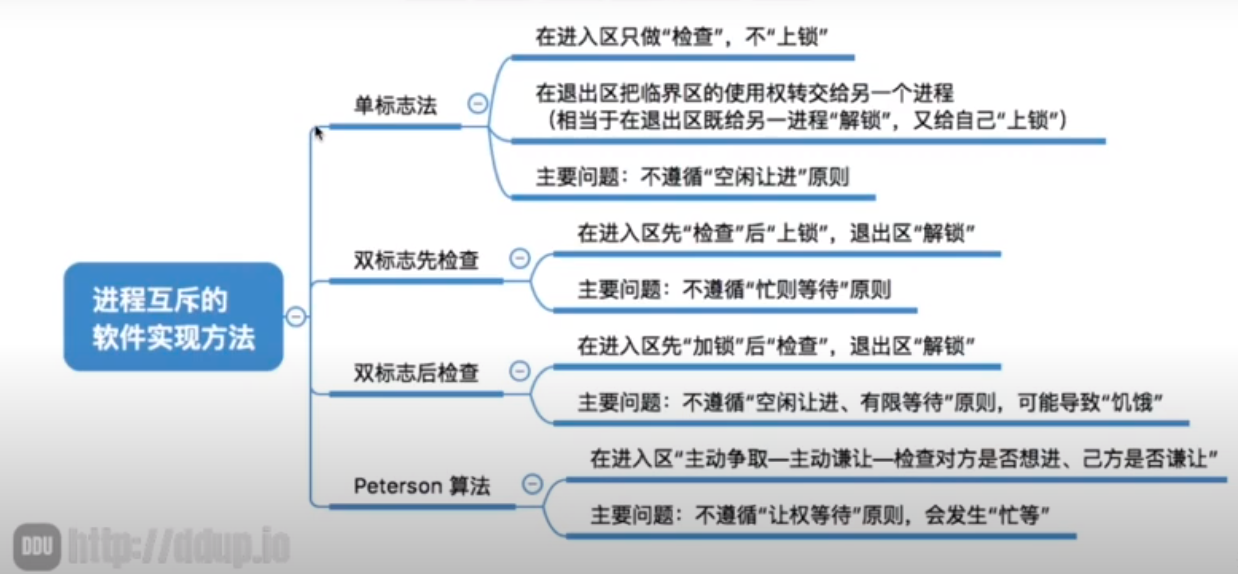 在进入区只做“检查”，不“上锁”
单标志法
在退出区把临界区的使用权转交给另一个进程
（相当于在退出区既给另一进程“解锁”，又给自己“上锁”）
主要问题：不遵循“空闲让进”原则
在进入区先“检查”后“上锁”，退出区“解锁”
双标志先检查
主要问题：不遵循“忙则等待”原则
进程互斥的
软件实现方法
在进入区先“加锁”后“检查”，退出区“解锁”
双标志后检查
主要问题：不遵循“空闲让进、有限等待”原则，可能导致“饥饿”
在进入区“主动争取—主动谦让—检查对方是否想进、己方是否谦让”
Peterson 算法
主要问题：不遵循“让权等待”原则，会发生“忙等”
DDU http://ddup.io